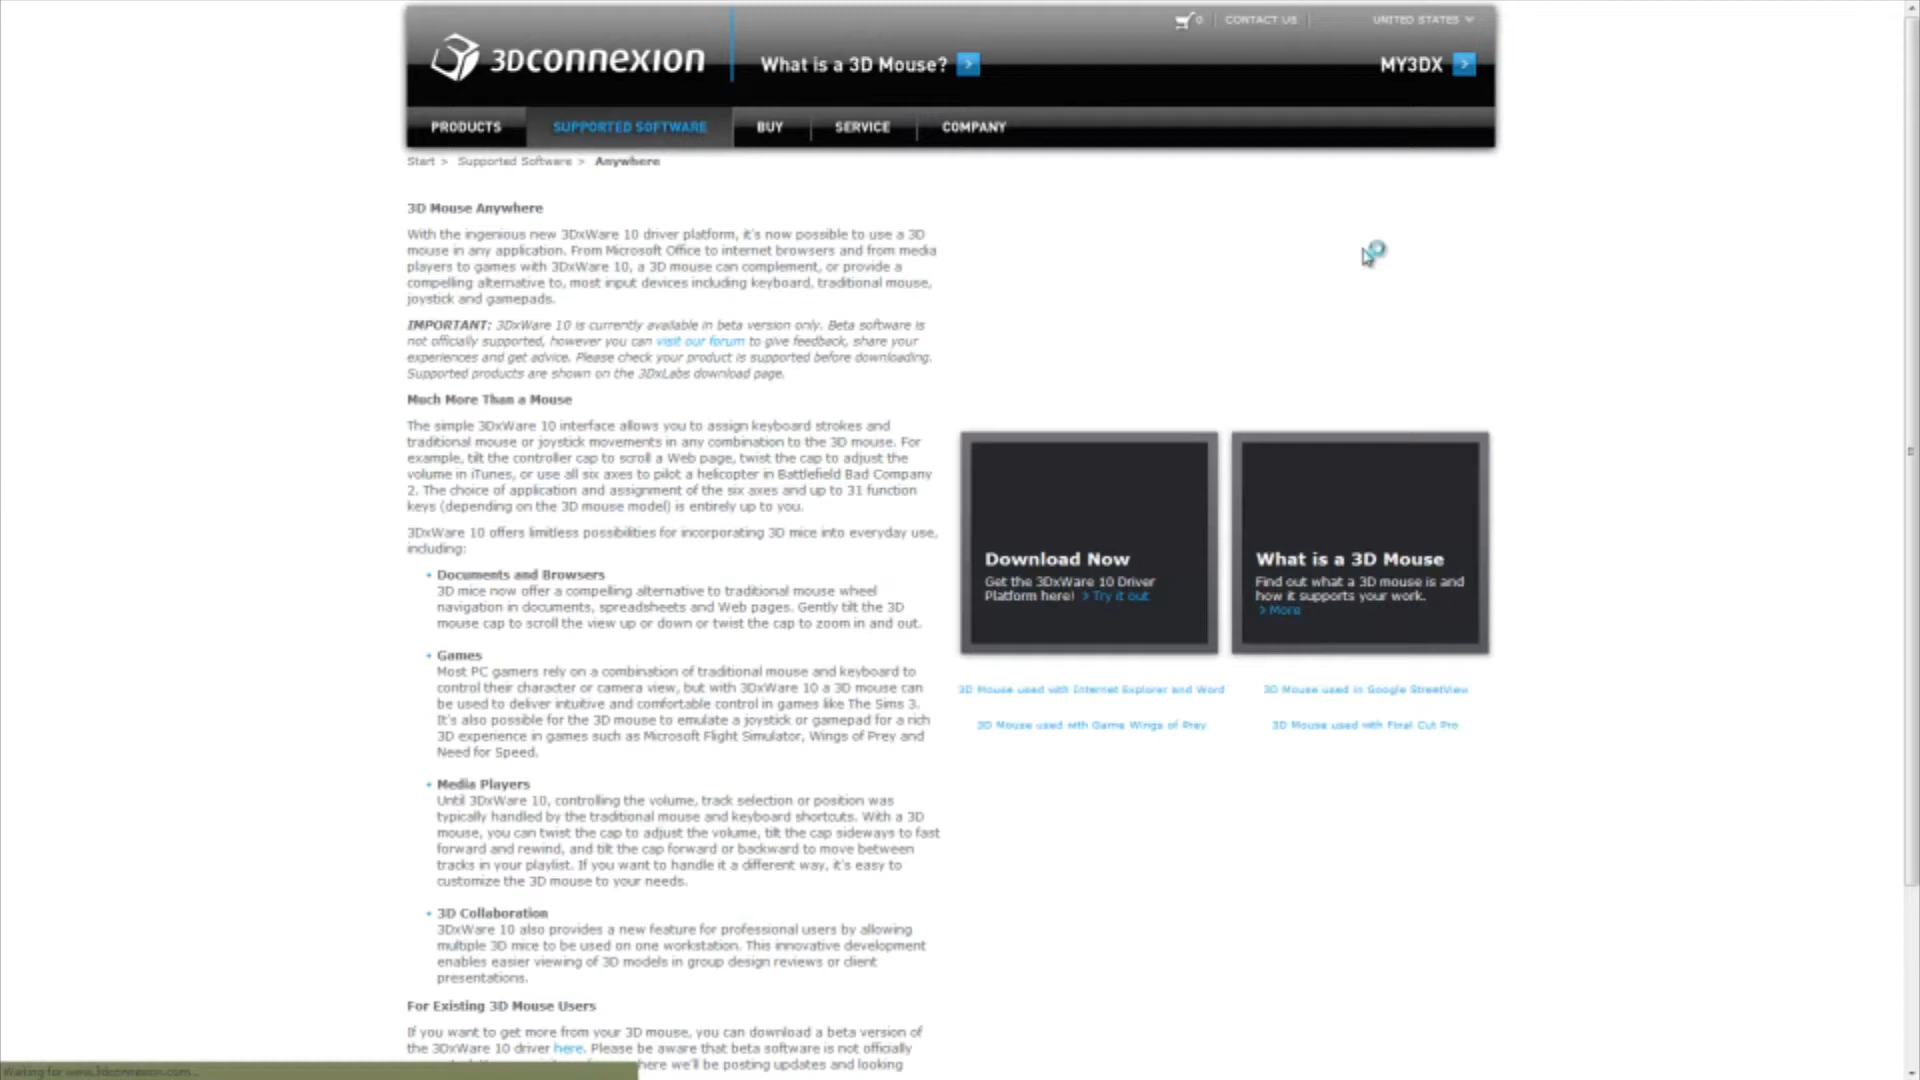 0 CONTACT US UNITED STATES
3Dconnexion
What is a 3D Mouse? >
MY3DX >
PRODUCTS SUPPORTED SOFTWARE BUY SERVICE COMPANY
Start > Supported Software > Anywhere
3D Mouse Anywhere
With the ingenious new 3DxWare 10 driver platform, it's now possible to use a 3D
mouse in any application. From Microsoft Office to internet browsers and from media
players to games with 3DxWare 10, a 3D mouse can complement, or provide a
compelling alternative to, most input devices including keyboard, traditional mouse,
joystick and gamepads.
IMPORTANT: 3DxWare 10 is currently available in beta version only. Beta software is
not officially supported, however you can visit our forum to give feedback, share your
experiences and get advice. Please check your product is supported before downloading.
Supported products are shown on the 3DxLabs download page.
Much More Than a Mouse
The simple 3DxWare 10 interface allows you to assign keyboard strokes and
traditional mouse or joystick movements in any combination to the 3D mouse. For
example, tilt the controller cap to scroll a Web page, twist the cap to adjust the
volume in iTunes, or use all six axes to pilot a helicopter in Battlefield Bad Company
2. The choice of application and assignment of the six axes and up to 31 function
keys (depending on the 3D mouse model) is entirely up to you.
3DxWare 10 offers limitless possibilities for incorporating 3D mice into everyday use,
including:
Documents and Browsers
3D mice now offer a compelling alternative to traditional mouse wheel
navigation in documents, spreadsheets and Web pages. Gently tilt the 3D
mouse cap to scroll the view up or down or twist the cap to zoom in and out.
Games
Most PC gamers rely on a combination of traditional mouse and keyboard to
control their character or camera view, but with 3DxWare 10 a 3D mouse can
be used to deliver intuitive and comfortable control in games like The Sims 3.
It's also possible for the 3D mouse to emulate a joystick or gamepad for a rich
3D experience in games such as Microsoft Flight Simulator, Wings of Prey and
Need for Speed.
Media Players
Until 3DxWare 10, controlling the volume, track selection or position was
typically handled by the traditional mouse and keyboard shortcuts. With a 3D
mouse, you can twist the cap to adjust the volume, tilt the cap sideways to fast
forward and rewind, and tilt the cap forward or backward to move between
tracks in your playlist. If you want to handle it a different way, it's easy to
customize the 3D mouse to your needs.
3D Collaboration
3DxWare 10 also provides a new feature for professional users by allowing
multiple 3D mice to be used on one workstation. This innovative development
enables easier viewing of 3D models in group design reviews or client
presentations.
For Existing 3D Mouse Users
If you want to get more from your 3D mouse, you can download a beta version of
the 3DxWare 10 driver here. Please be aware that beta software is not officially
here we'll be posting updates and looking
Download Now
Get the 3DxWare 10 Driver
Platform here! > Try it out
What is a 3D Mouse
Find out what a 3D mouse is and
how it supports your work.
> More
3D Mouse used with Internet Explorer and Word
3D Mouse used in Google StreetView
3D Mouse used with Game Wings of Prey
3D Mouse used with Final Cut Pro
Waiting for www.3dconnexion.com...